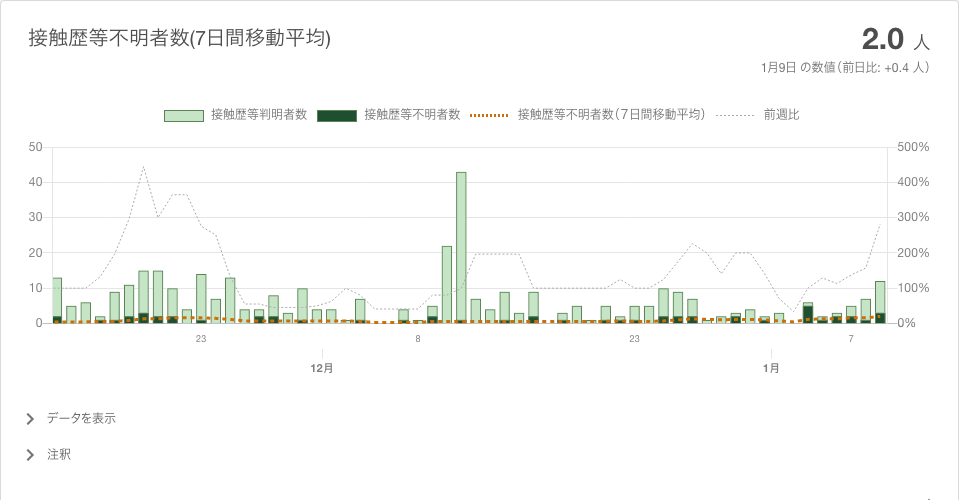 接触歴等不明者数(7日間移動平均)
2.0 人
1月9日 の数値(前日比: +0.4 人)
接触歴等判明者数 接触歴等不明者数 接触歴等不明者数(7日間移動平均) 前週比
50 500%
40 400%
30 300%
20 200%
10 100%
0 0%
23 8 23 7
12月 1月
データを表示
注釈